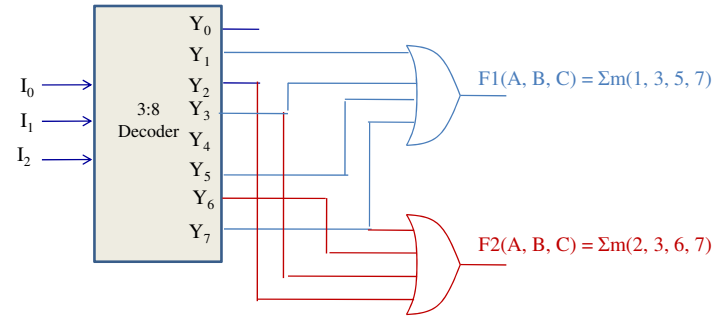 I₀
I₁
I₂
3:8
Decoder
Y₀
Y₁
Y₂
Y₃
Y₄
Y₅
Y₆
Y₇
F1(A, B, C) = Σm(1, 3, 5, 7)
F2(A, B, C) = Σm(2, 3, 6, 7)